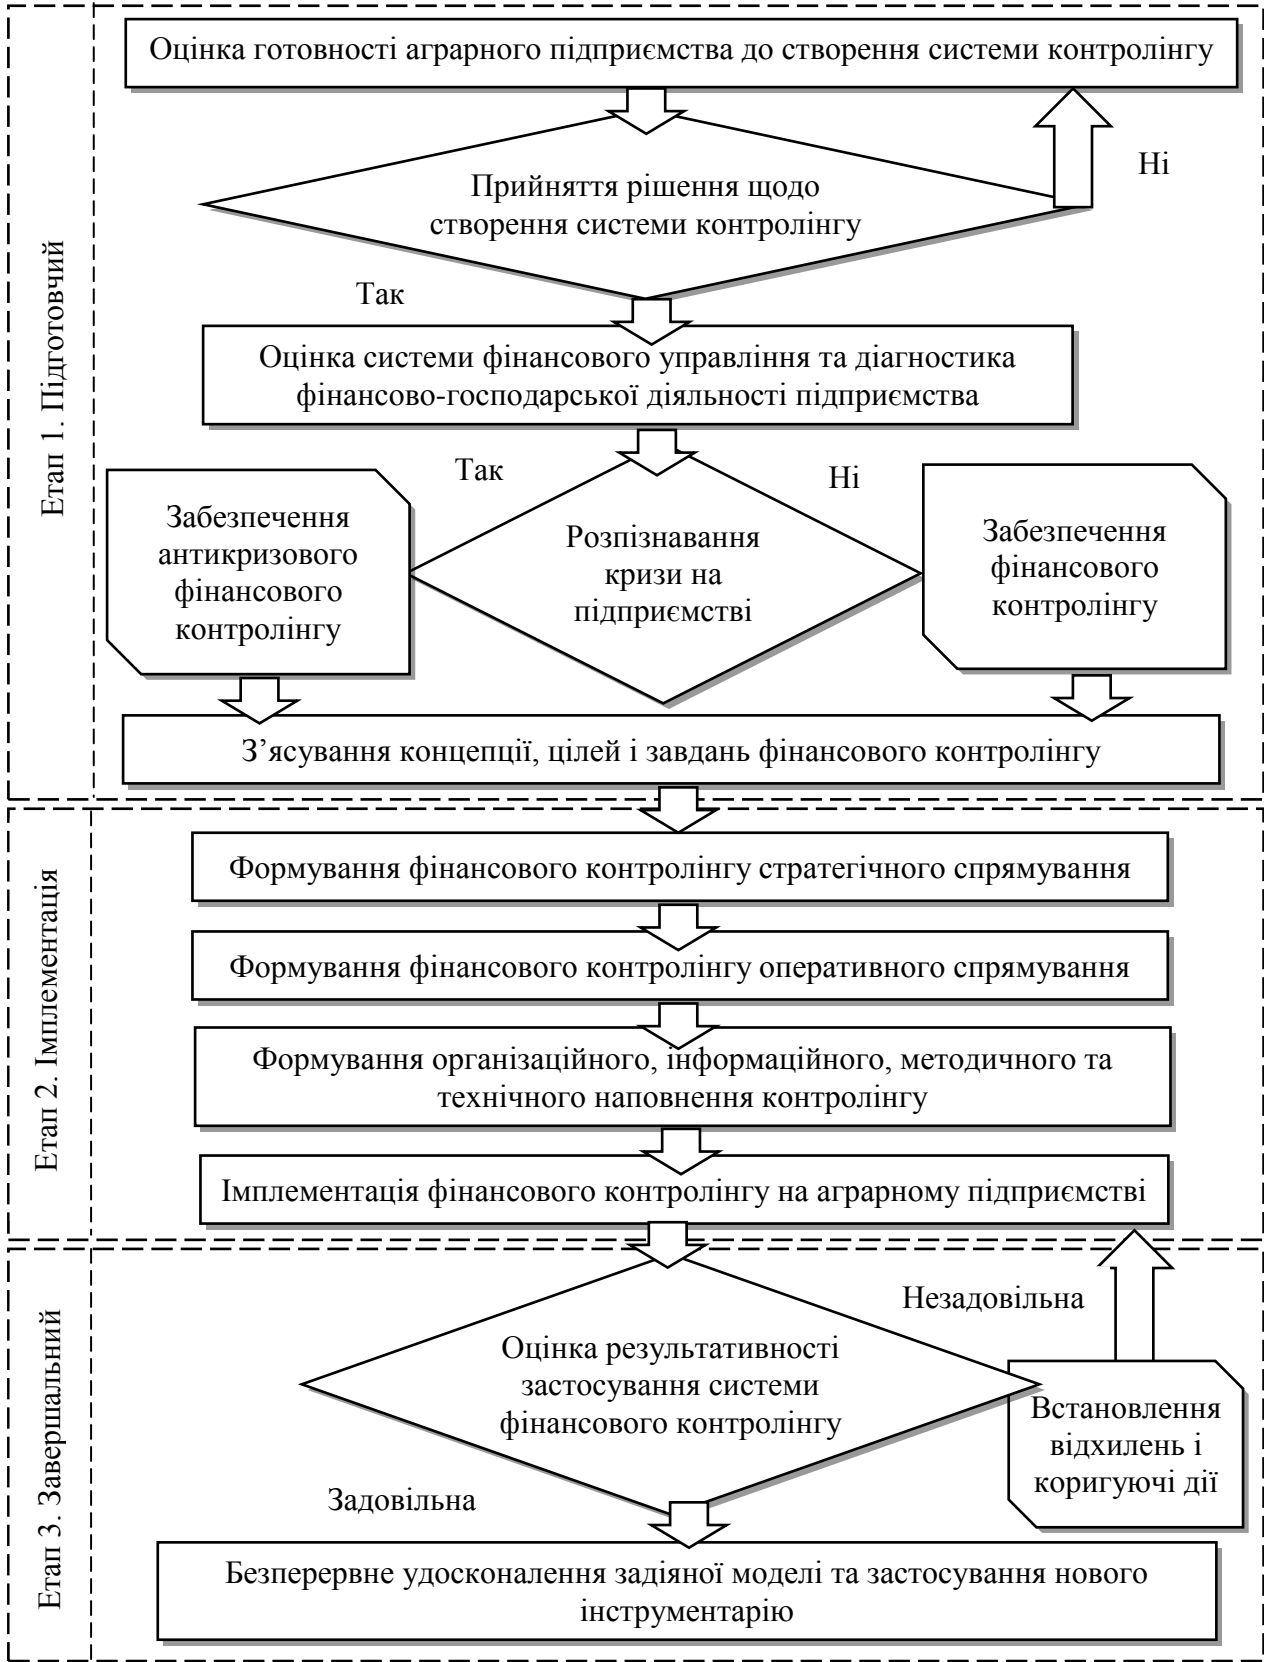 Етап 1. Підготовчий
Оцінка готовності аграрного підприємства до створення системи контролінгу
Прийняття рішення щодо
створення системи контролінгу
Ні
Так
Оцінка системи фінансового управління та діагностика
фінансово-господарської діяльності підприємства
Так
Ні
Забезпечення
антикризового
фінансового
контролінгу
Розпізнавання
кризи на
підприємстві
Забезпечення
фінансового
контролінгу
З’ясування концепції, цілей і завдань фінансового контролінгу
Етап 2. Імплементація
Формування фінансового контролінгу стратегічного спрямування
Формування фінансового контролінгу оперативного спрямування
Формування організаційного, інформаційного, методичного та
технічного наповнення контролінгу
Імплементація фінансового контролінгу на аграрному підприємстві
Етап 3. Завершальний
Незадовільна
Оцінка результативності
застосування системи
фінансового контролінгу
Встановлення
відхилень і
коригуючі дії
Задовільна
Безперервне удосконалення задіяної моделі та застосування нового
інструментарію